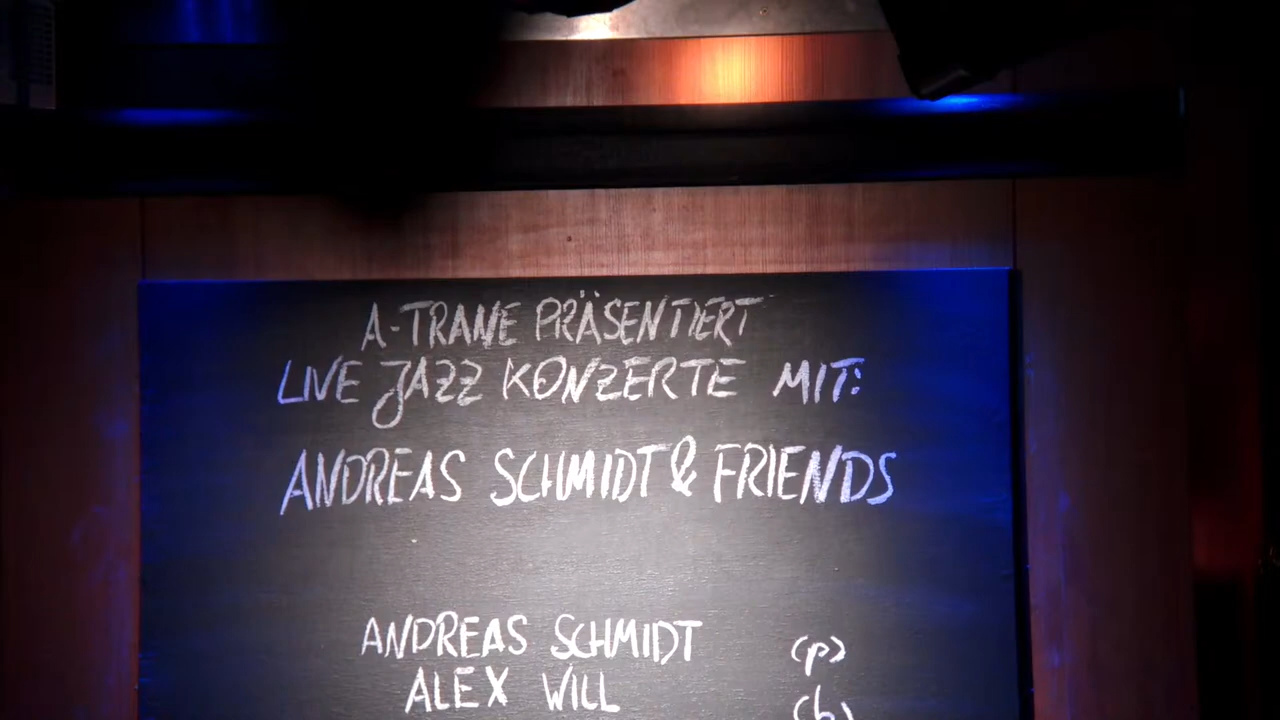 A-TRANE PRÄSENTIERT
LIVE JAZZ KONZERTE MIT:
ANDREAS SCHMIDT & FRIENDS
ANDREAS SCHMIDT (p)
ALEX WILL (b)